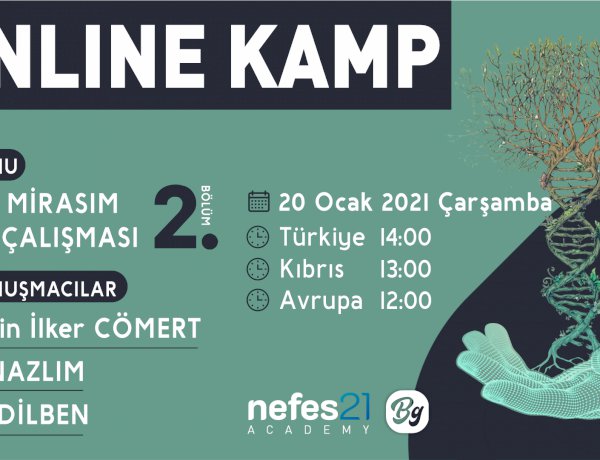 NLINE KAMP
NU
MİRASIM
ÇALIŞMASI
2.
BÖLÜM
20 Ocak 2021 Çarşamba
Türkiye 14:00
Kıbrıs 13:00
Avrupa 12:00
NUŞMACILAR
in İlker CÖMERT
NAZLIM
DİLBEN
nefes21
ACADEMY
Bg